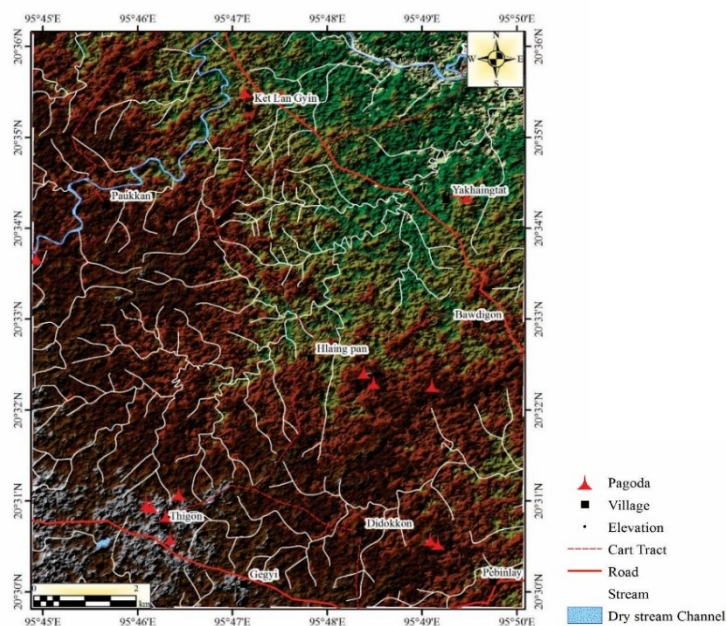 95°45'E 95°46'E 95°47'E 95°48'E 95°49'E 95°50'E
20°36'N 20°36'N
N
W E
S
Ket Lan Gyin
20°35'N 20°35'N
Paukkan
Yakhaingtat
20°34'N 20°34'N
Bawdigon
20°33'N 20°33'N
Hlaing pan
20°32'N 20°32'N
20°31'N 20°31'N
Thigon
Didokkon
Gegyi
Pebinlay
20°30'N 20°30'N
0 2
km
95°45'E 95°46'E 95°47'E 95°48'E 95°49'E 95°50'E
Pagoda
Village
Elevation
Cart Tract
Road
Stream
Dry stream Channel